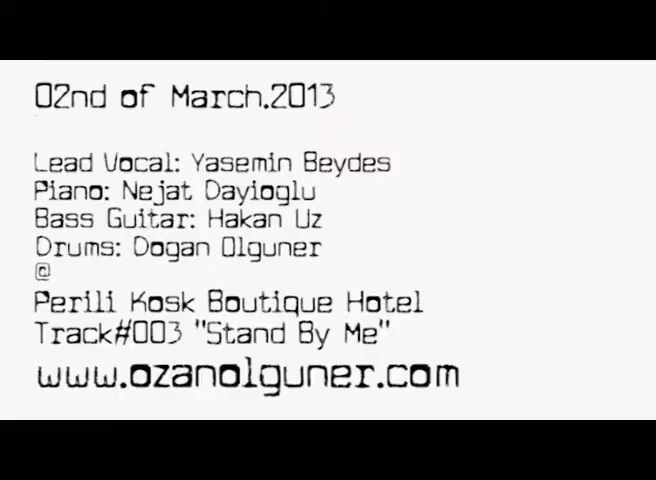 02nd of March.2013
Lead Vocal: Yasemin Beydes
Piano: Nejat Dayioglu
Bass Guitar: Hakan Uz
Drums: Dogan Olguner
@
Perili Kosk Boutique Hotel
Track#003 "Stand By Me"
www.ozanolguner.com